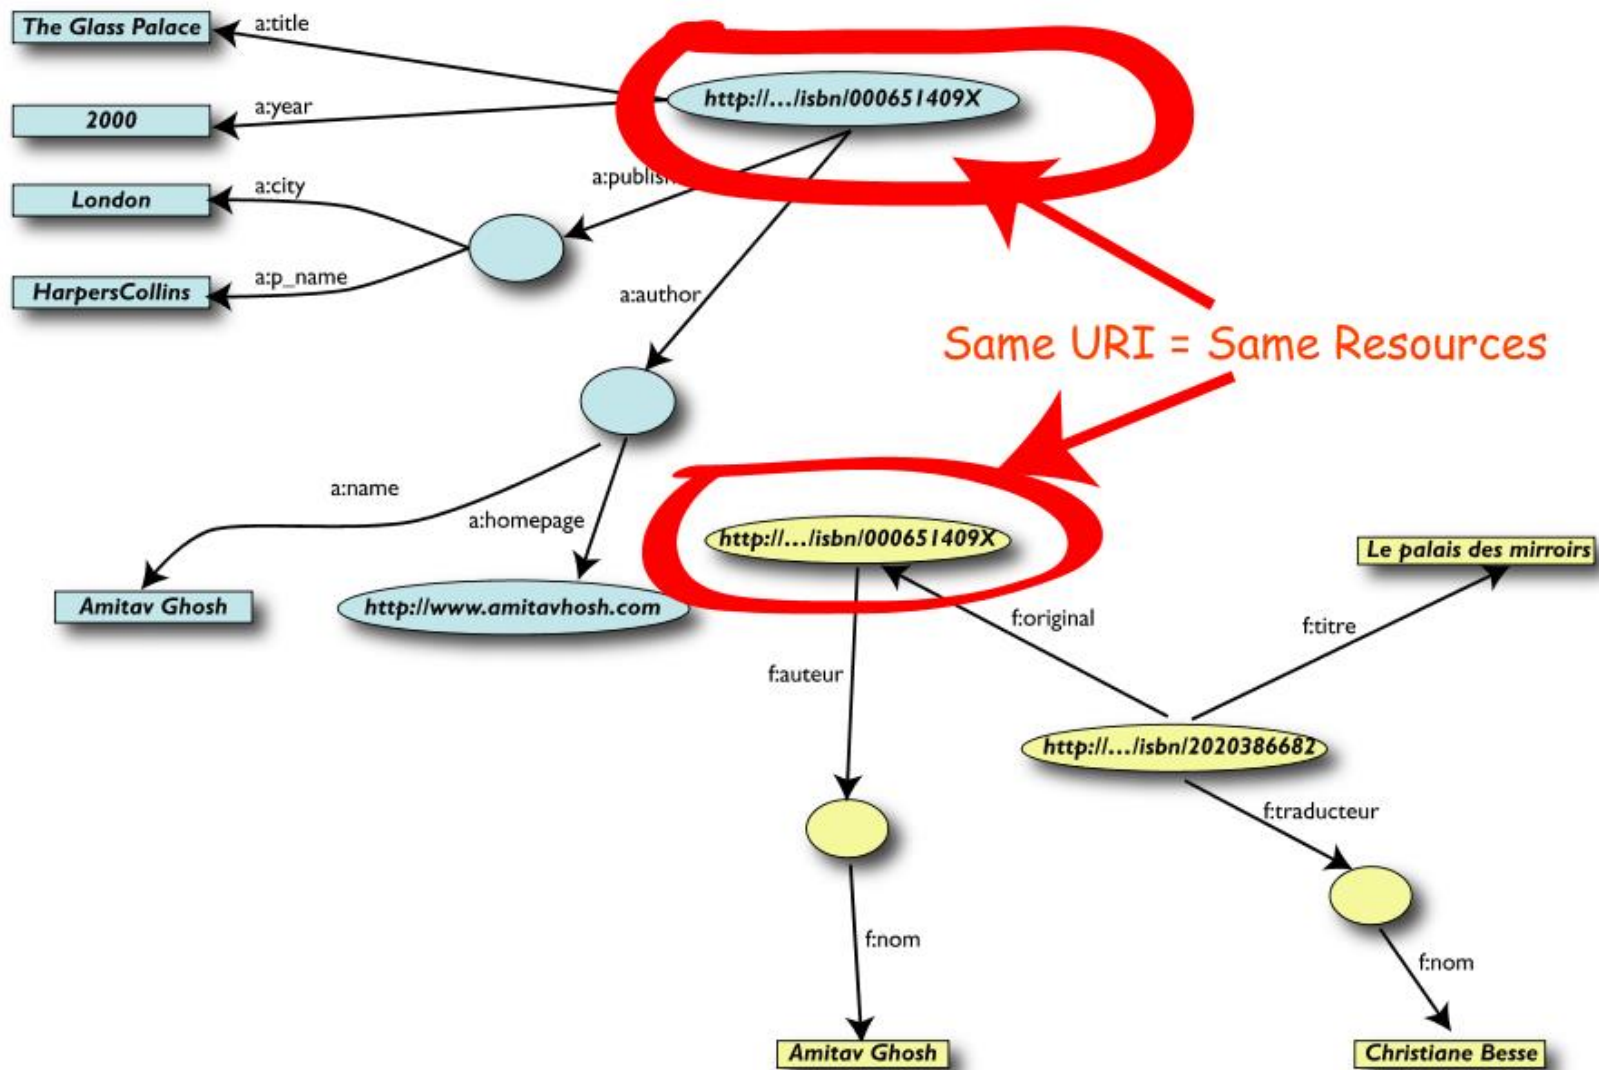 The Glass Palace
a:title
http://.../isbn/000651409X
2000
a:year
London
a:city
a:publish
HarpersCollins
a:p_name
a:author
Same URI = Same Resources
a:name
a:homepage
http://.../isbn/000651409X
Le palais des mirroirs
Amitav Ghosh
http://www.amitavhosh.com
f:original
f:titre
f:auteur
http://.../isbn/2020386682
f:traducteur
f:nom
f:nom
Amitav Ghosh
Christiane Besse